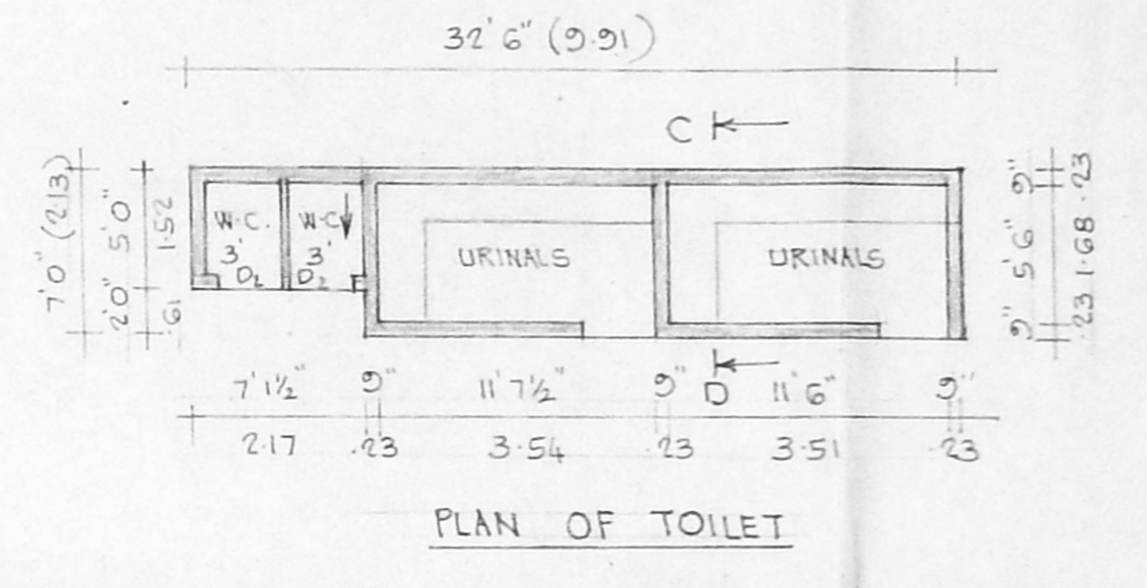 32' 6" (9.91)
C
7' 0" (2.13)
2' 0" 5' 0"
.61 1.52
W.C. W.C
3' 3'
D₂ D₂
URINALS URINALS
9" 5' 6" 9"
.23 1.68 .23
7' 1½" 9" 11' 7½" 9" D 11' 6" 9"
2.17 .23 3.54 .23 3.51 .23
PLAN OF TOILET